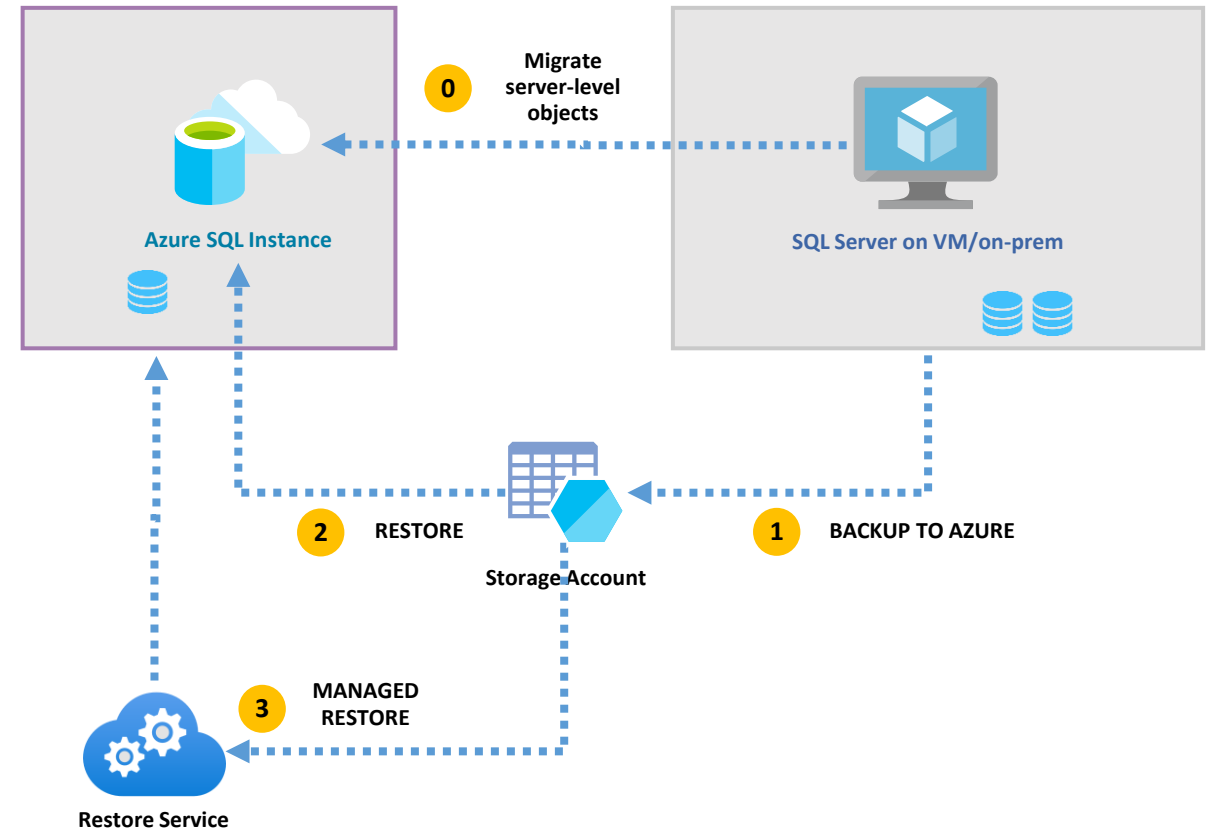 0
Migrate
server-level
objects
Azure SQL Instance
SQL Server on VM/on-prem
2
RESTORE
1
BACKUP TO AZURE
Storage Account
3
MANAGED
RESTORE
Restore Service